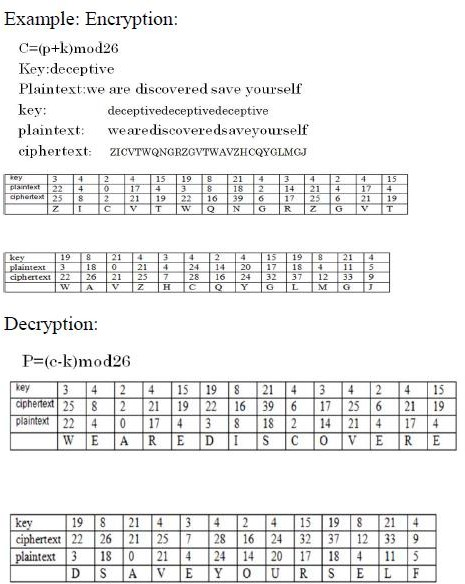 Example: Encryption:
C=(p+k)mod26
Key:deceptive
Plaintext:we are discovered save yourself
key: deceptivedeceptivedeceptive
plaintext: wearediscoveredsaveyourself
ciphertext: ZICVTWQNGRZGVTWAVZHCQYGLMGJ
key 3 4 2 4 15 19 8 21 4 3 4 2 4 15
plaintext 22 4 0 17 4 3 8 18 2 14 21 4 17 4
ciphertext 25 8 2 21 19 22 16 39 6 17 25 6 21 19
Z I C V T W Q N G R Z G V T
key 19 8 21 4 3 4 2 4 15 19 8 21 4
plaintext 3 18 0 21 4 24 14 20 17 18 4 11 5
ciphertext 22 26 21 25 7 28 16 24 32 37 12 33 9
W A V Z H C Q Y G L M G J
Decryption:
P=(c-k)mod26
key 3 4 2 4 15 19 8 21 4 3 4 2 4 15
ciphertext 25 8 2 21 19 22 16 39 6 17 25 6 21 19
plaintext 22 4 0 17 4 3 8 18 2 14 21 4 17 4
W E A R E D I S C O V E R E
key 19 8 21 4 3 4 2 4 15 19 8 21 4
ciphertext 22 26 21 25 7 28 16 24 32 37 12 33 9
plaintext 3 18 0 21 4 24 14 20 17 18 4 11 5
D S A V E Y O U R S E L F